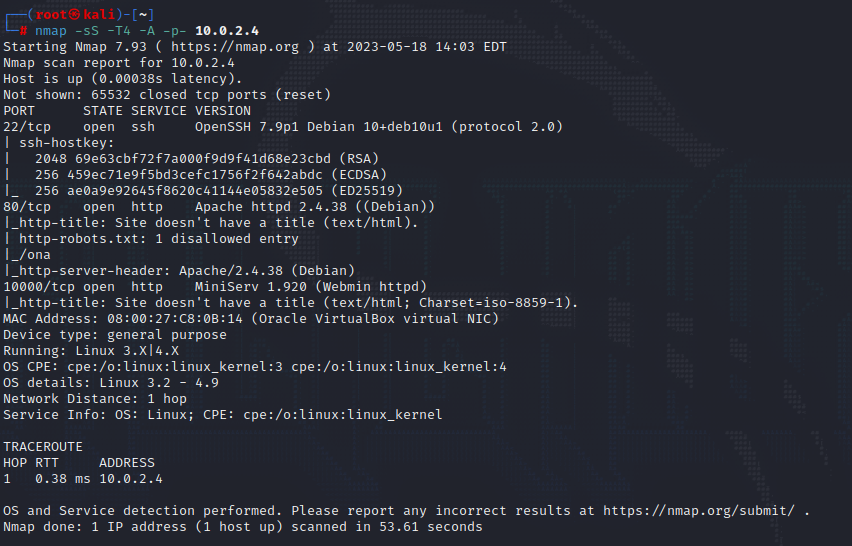 ┌──(root㉿kali)-[~]
└─# nmap -sS -T4 -A -p- 10.0.2.4
Starting Nmap 7.93 ( https://nmap.org ) at 2023-05-18 14:03 EDT
Nmap scan report for 10.0.2.4
Host is up (0.00038s latency).
Not shown: 65532 closed tcp ports (reset)
PORT      STATE SERVICE VERSION
22/tcp    open  ssh     OpenSSH 7.9p1 Debian 10+deb10u1 (protocol 2.0)
| ssh-hostkey:
|   2048 69e63cbf72f7a000f9d9f41d68e23cbd (RSA)
|   256 459ec71e9f5bd3cefc1756f2f642abdc (ECDSA)
|_  256 ae0a9e92645f8620c41144e05832e505 (ED25519)
80/tcp    open  http    Apache httpd 2.4.38 ((Debian))
|_http-title: Site doesn't have a title (text/html).
| http-robots.txt: 1 disallowed entry
|_/ona
|_http-server-header: Apache/2.4.38 (Debian)
10000/tcp open  http    MiniServ 1.920 (Webmin httpd)
|_http-title: Site doesn't have a title (text/html; Charset=iso-8859-1).
MAC Address: 08:00:27:C8:0B:14 (Oracle VirtualBox virtual NIC)
Device type: general purpose
Running: Linux 3.X|4.X
OS CPE: cpe:/o:linux:linux_kernel:3 cpe:/o:linux:linux_kernel:4
OS details: Linux 3.2 - 4.9
Network Distance: 1 hop
Service Info: OS: Linux; CPE: cpe:/o:linux:linux_kernel

TRACEROUTE
HOP RTT     ADDRESS
1   0.38 ms 10.0.2.4

OS and Service detection performed. Please report any incorrect results at https://nmap.org/submit/ .
Nmap done: 1 IP address (1 host up) scanned in 53.61 seconds